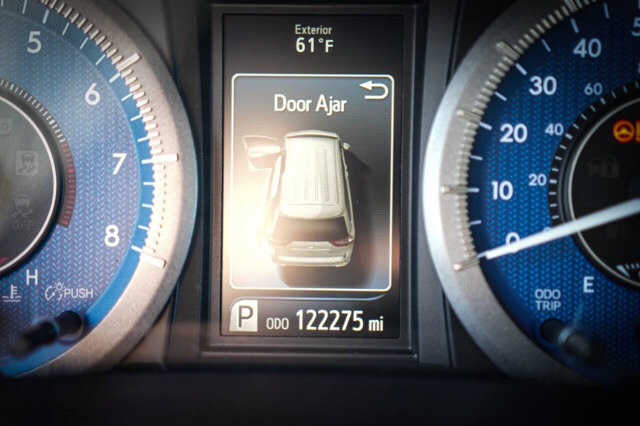 Exterior
61°F
Door Ajar
P ODO 122275 mi
5
6
7
8
H
PUSH
40
30
20
10
0
60
40
20
ODO
TRIP
E